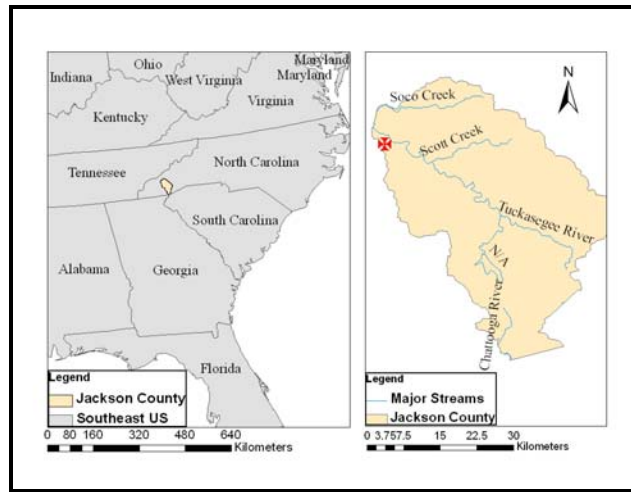 Maryland
Maryland
Ohio
Indiana
West Virginia
Virginia
Kentucky
North Carolina
Tennessee
South Carolina
Alabama
Georgia
Florida
Legend
Jackson County
Southeast US
0 80 160 320 480 640
Kilometers
N
Soco Creek
Scott Creek
Tuckasegee River
N/A
Chattooga River
Legend
Major Streams
Jackson County
0 3.757.5 15 22.5 30
Kilometers